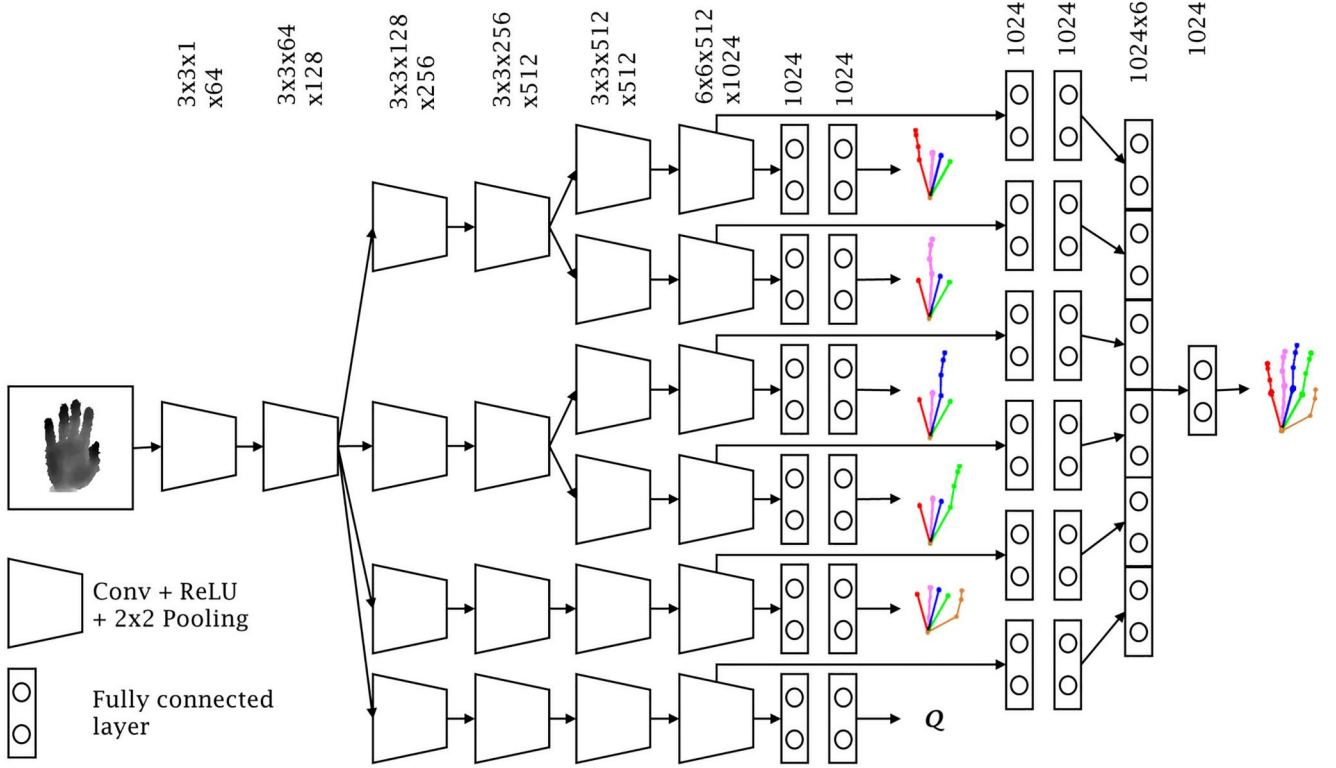 3x3x1
x64
3x3x64
x128
3x3x128
x256
3x3x256
x512
3x3x512
x512
6x6x512
x1024
1024
1024
1024
1024
1024x6
1024
Conv + ReLU
+ 2x2 Pooling
Fully connected
layer
Q